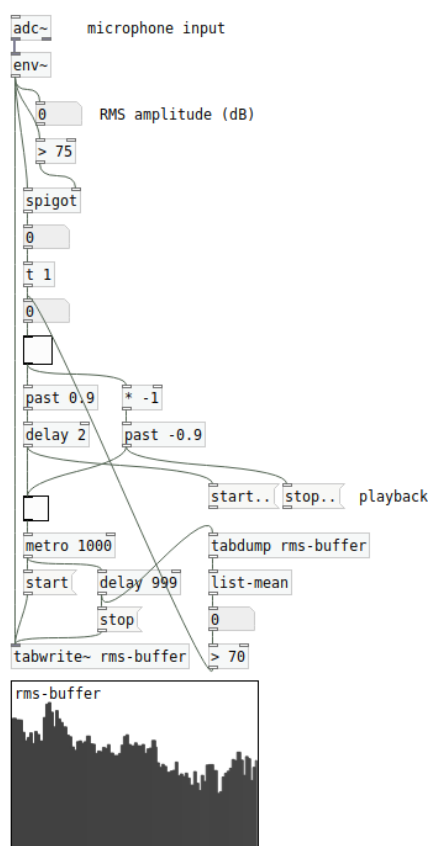 adc~ microphone input
env~
0 RMS amplitude (dB)
> 75
spigot
0
t 1
0
past 0.9 * -1
delay 2 past -0.9
start.. stop.. playback
metro 1000 tabdump rms-buffer
start delay 999 list-mean
stop 0
tabwrite~ rms-buffer > 70
rms-buffer